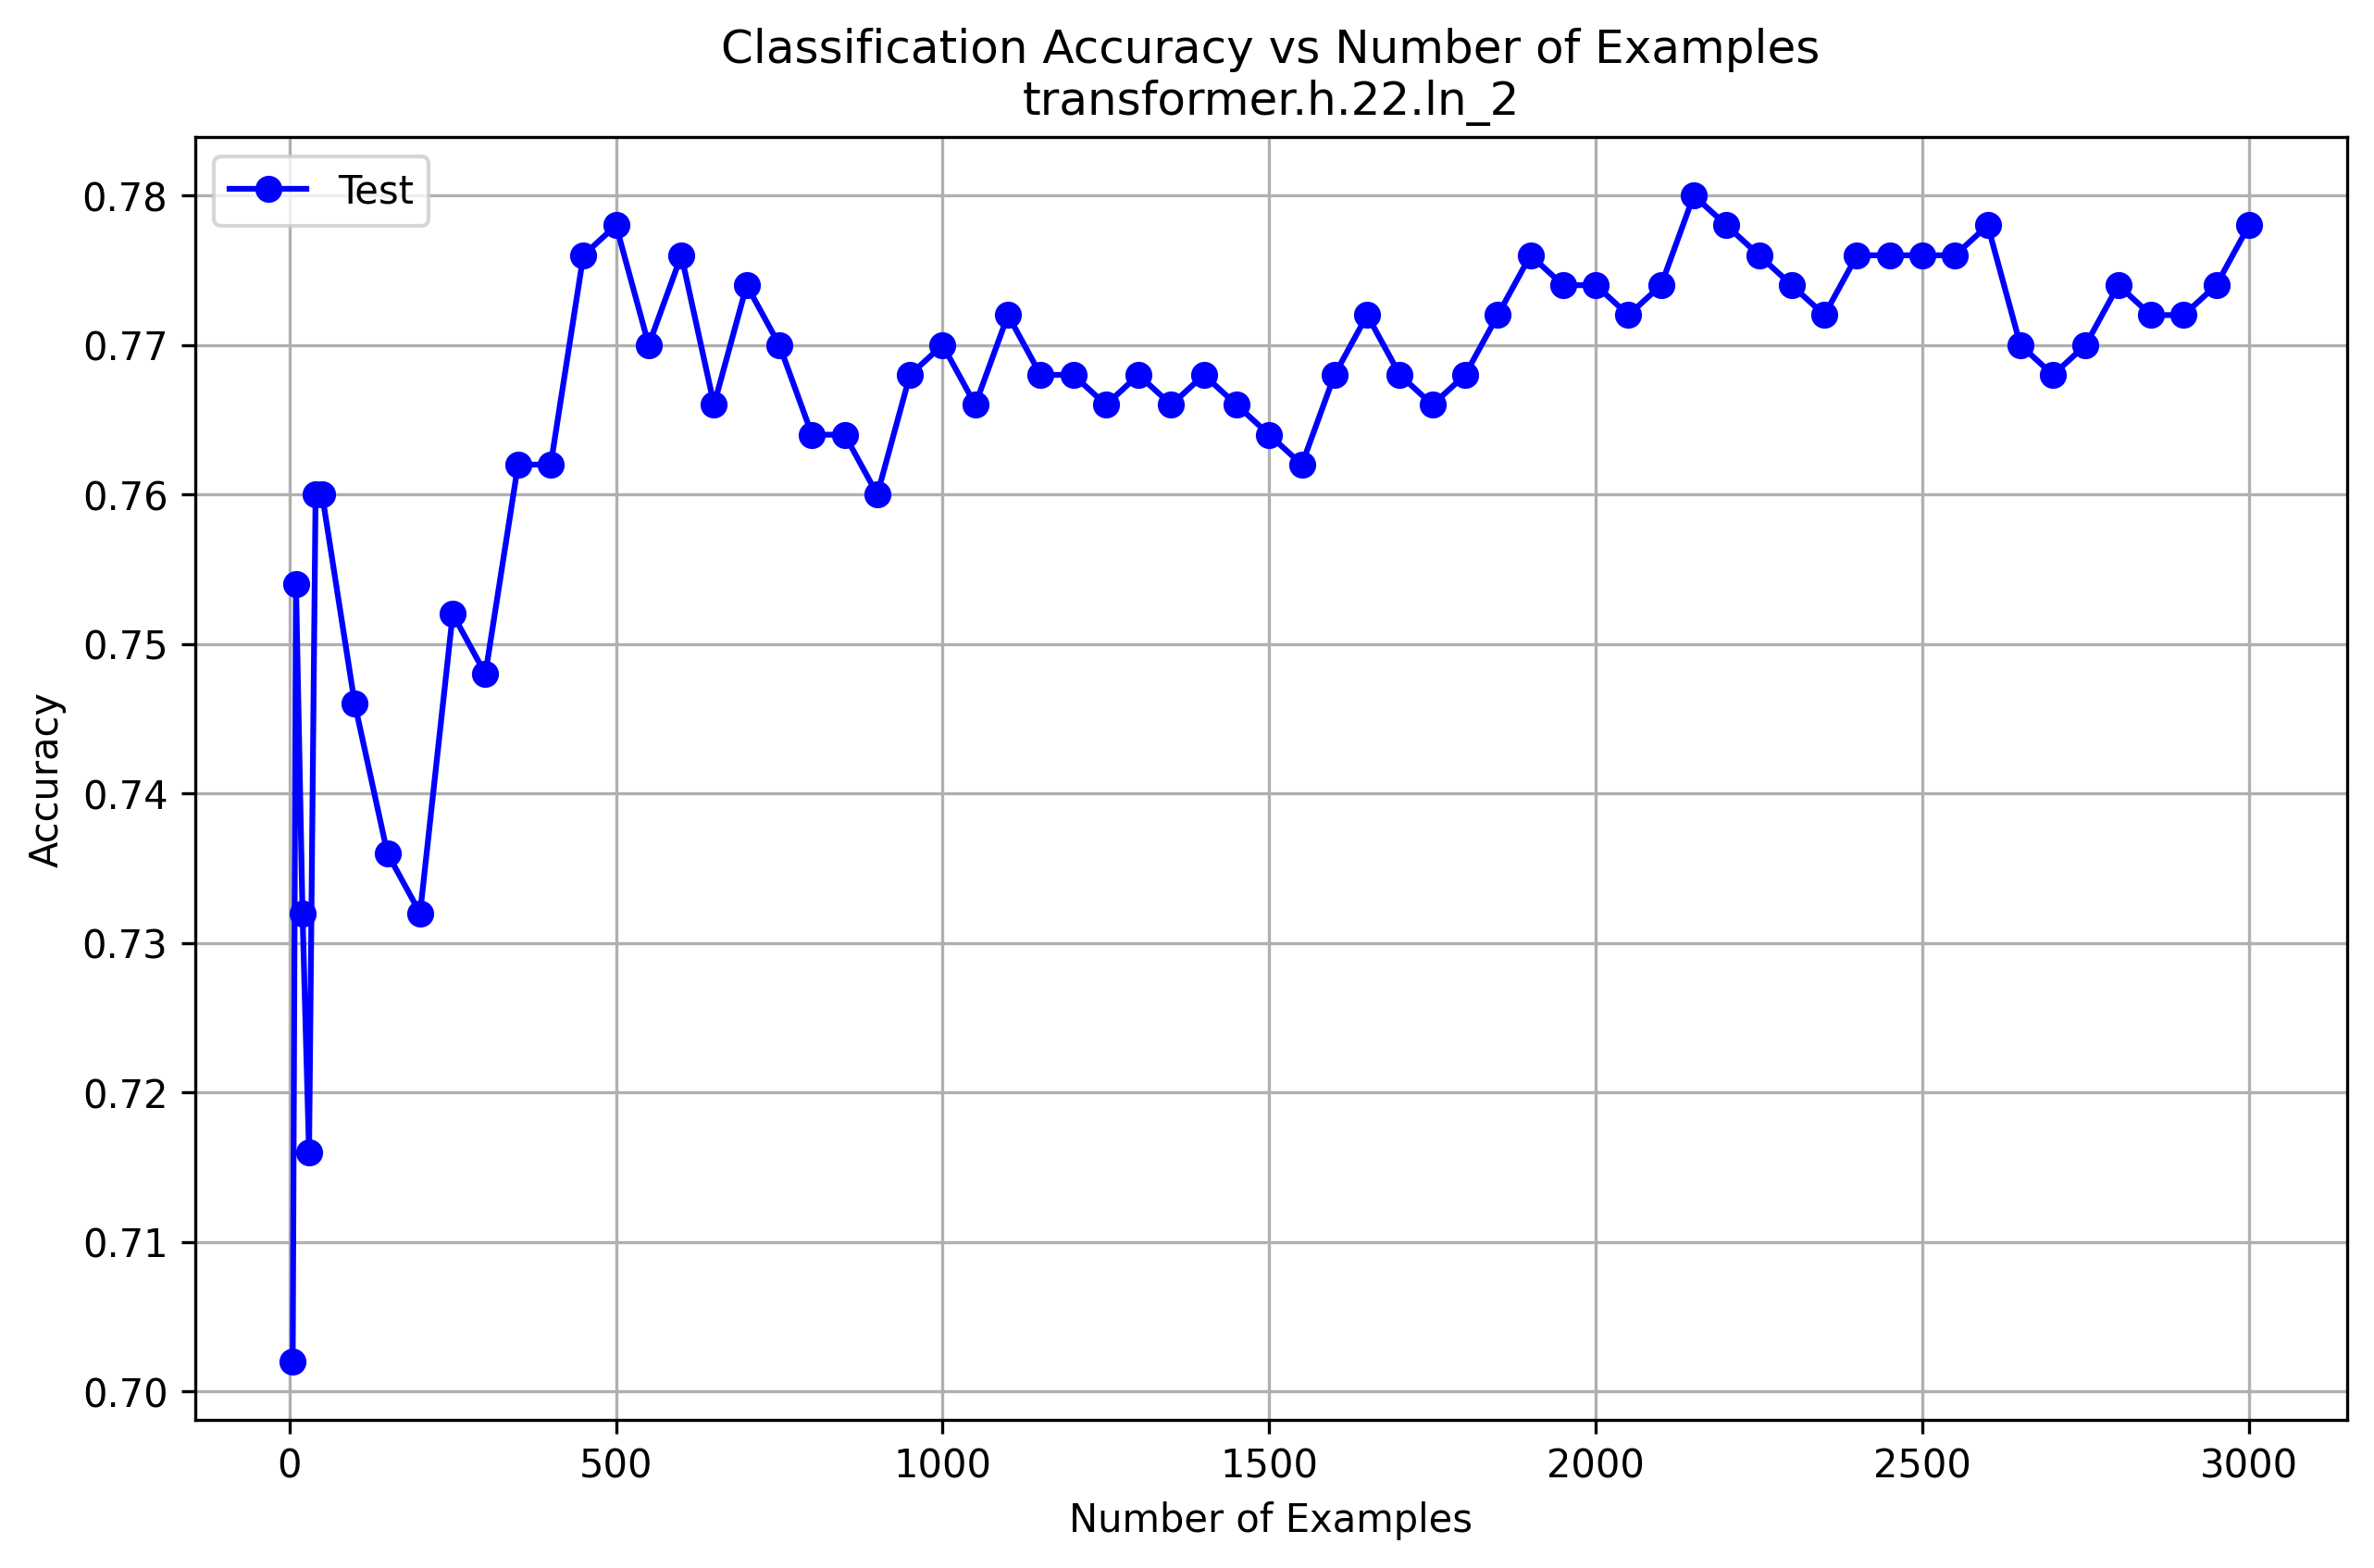 Classification Accuracy vs Number of Examples
transformer.h.22.ln_2
Test
0.78
0.77
0.76
0.75
0.74
0.73
0.72
0.71
0.70
Accuracy
0 500 1000 1500 2000 2500 3000
Number of Examples